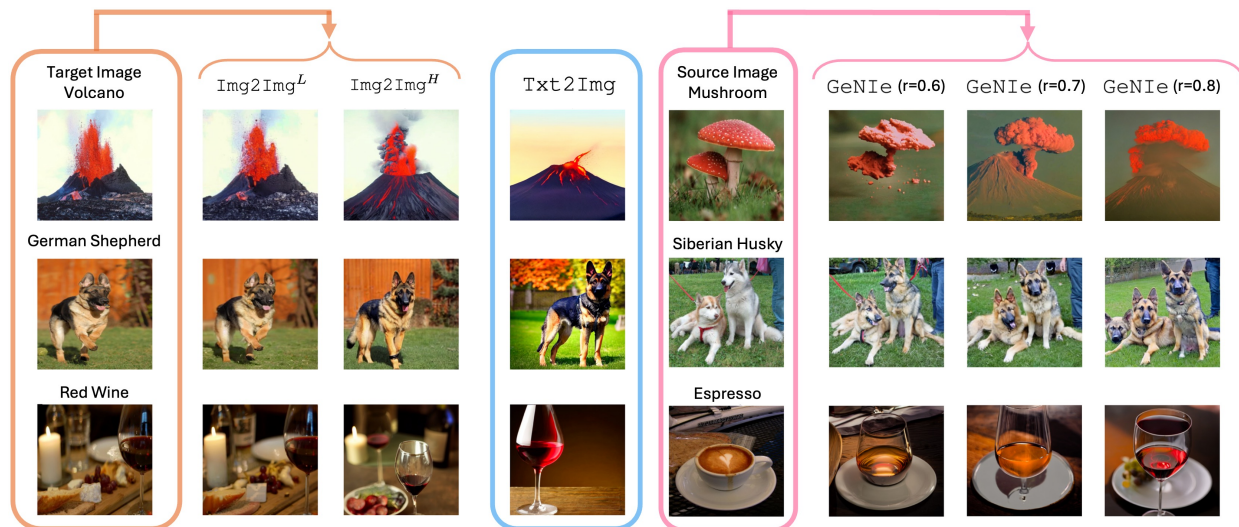 Target Image
Volcano
Img2Img^L
Img2Img^H
Txt2Img
Source Image
Mushroom
GeNIe (r=0.6)
GeNIe (r=0.7)
GeNIe (r=0.8)
German Shepherd
Siberian Husky
Red Wine
Espresso